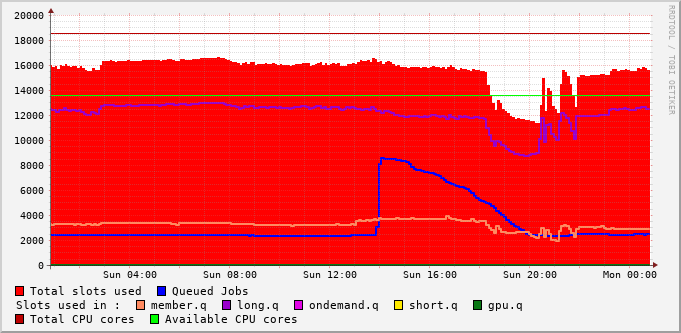 20000
18000
16000
14000
12000
10000
8000
6000
4000
2000
0
Sun 04:00 Sun 08:00 Sun 12:00 Sun 16:00 Sun 20:00 Mon 00:00
Total slots used Queued Jobs
Slots used in : member.q long.q ondemand.q short.q gpu.q
Total CPU cores Available CPU cores
RRDTOOL / TOBI OETIKER